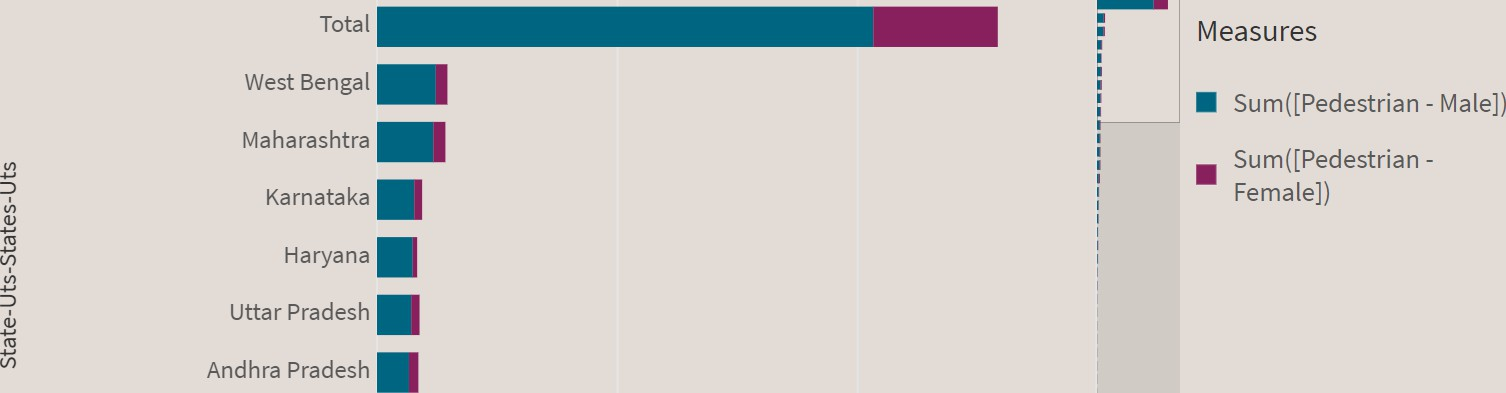 Total
West Bengal
Maharashtra
Karnataka
Haryana
Uttar Pradesh
Andhra Pradesh
State-Uts-States-Uts
Measures
Sum([Pedestrian - Male])
Sum([Pedestrian -
Female])